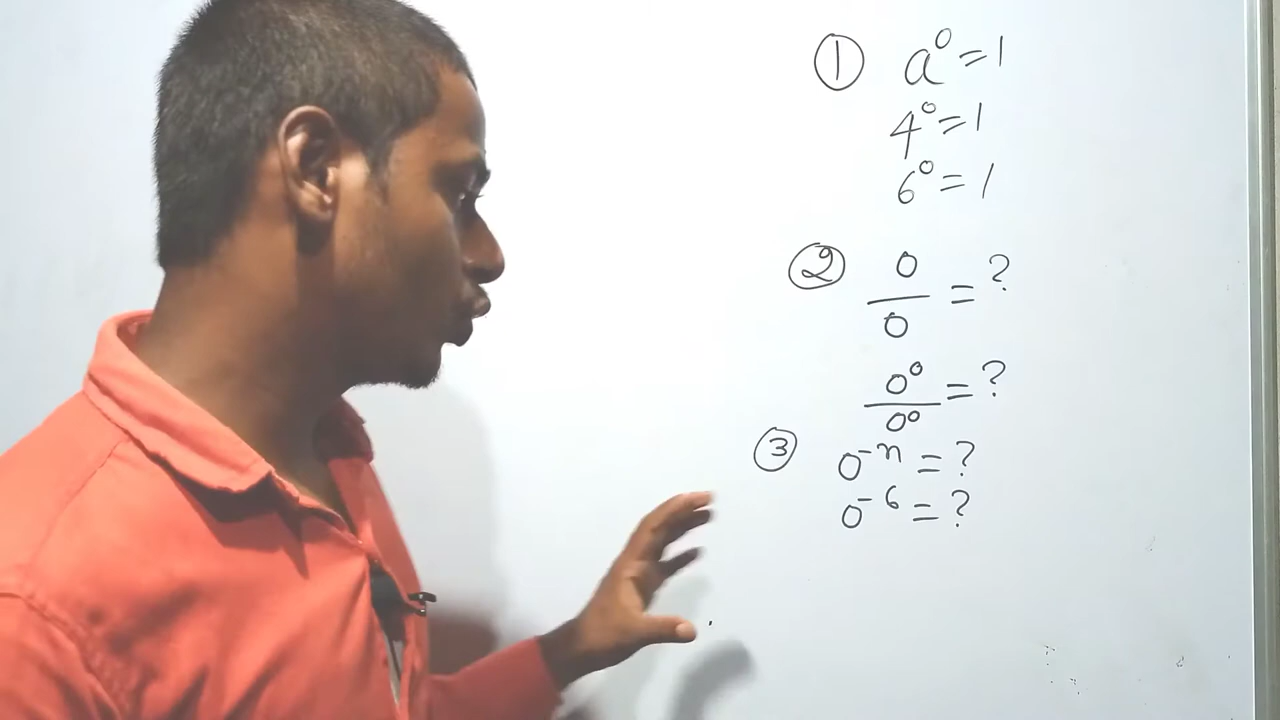 ① a⁰ = 1
4⁰ = 1
6⁰ = 1
② 0/0 = ?
0⁰/0⁰ = ?
③ 0⁻ⁿ = ?
0⁻⁶ = ?